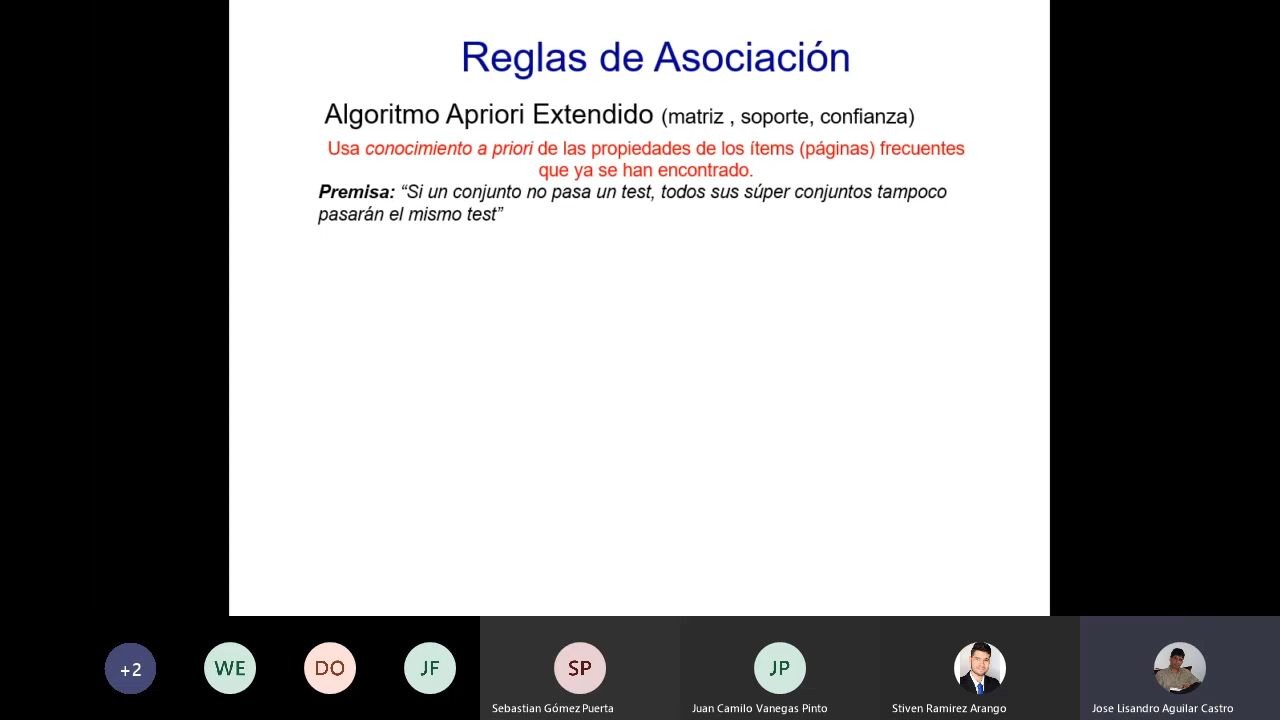 Reglas de Asociación
Algoritmo Apriori Extendido (matriz , soporte, confianza)
Usa conocimiento a priori de las propiedades de los ítems (páginas) frecuentes
que ya se han encontrado.
Premisa: “Si un conjunto no pasa un test, todos sus súper conjuntos tampoco
pasarán el mismo test”
+2
WE
DO
JF
SP
JP
Sebastian Gómez Puerta
Juan Camilo Vanegas Pinto
Stiven Ramirez Arango
Jose Lisandro Aguilar Castro